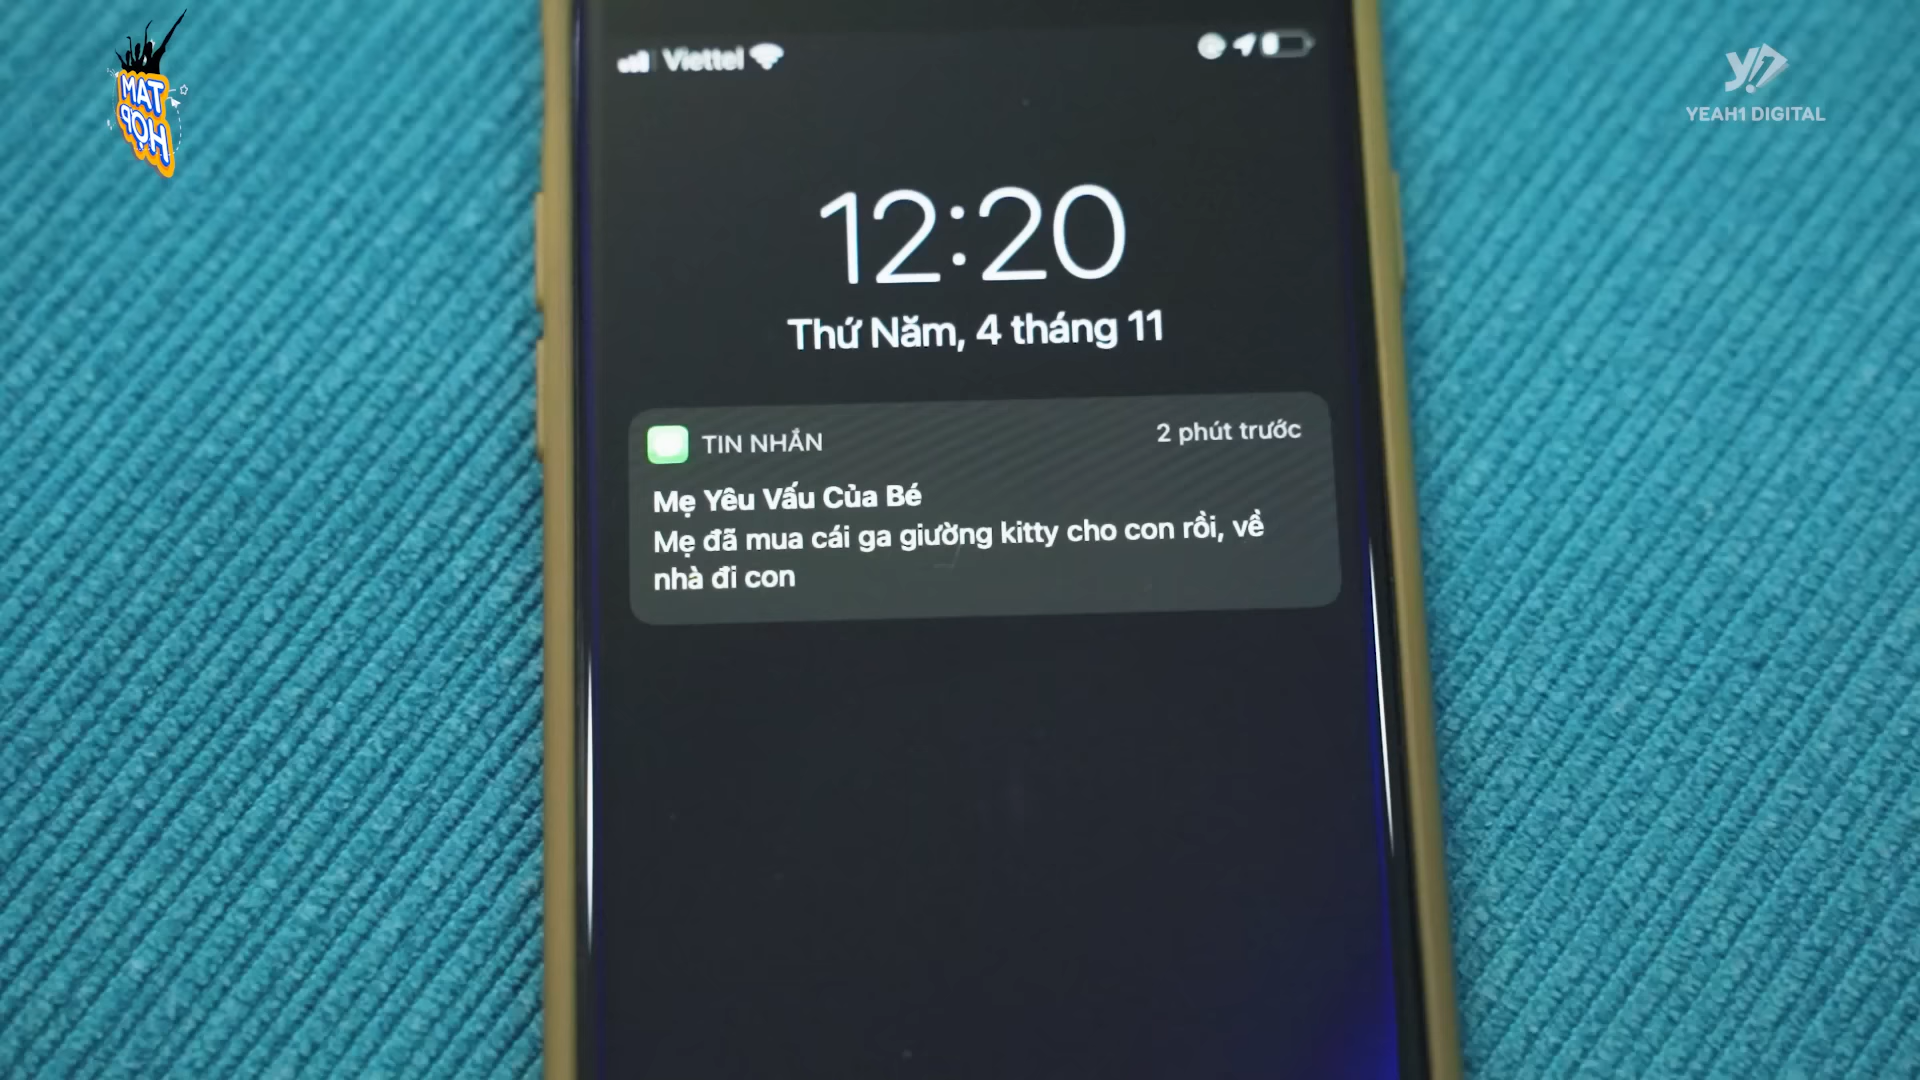 MẬT
HỌP
YEAH1 DIGITAL
Viettel
12:20
Thứ Năm, 4 tháng 11
TIN NHẮN
2 phút trước
Mẹ Yêu Vấu Của Bé
Mẹ đã mua cái ga giường kitty cho con rồi, về
nhà đi con